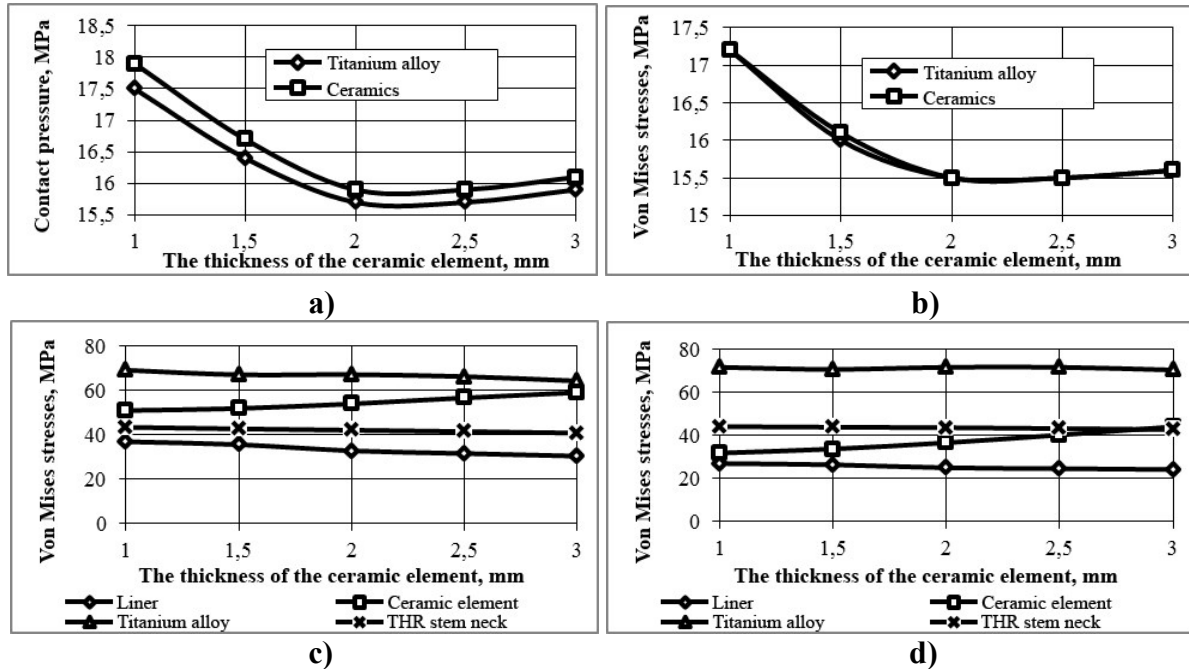 Contact pressure, MPa
18,5
18
17,5
17
16,5
16
15,5
Titanium alloy
Ceramics
1 1,5 2 2,5 3
The thickness of the ceramic element, mm
a)
Von Mises stresses, MPa
17,5
17
16,5
16
15,5
15
Titanium alloy
Ceramics
1 1,5 2 2,5 3
The thickness of the ceramic element, mm
b)
Von Mises stresses, MPa
80
60
40
20
0
1 1,5 2 2,5 3
The thickness of the ceramic element, mm
Liner Ceramic element
Titanium alloy THR stem neck
c)
Von Mises stresses, MPa
80
60
40
20
0
1 1,5 2 2,5 3
The thickness of the ceramic element, mm
Liner Ceramic element
Titanium alloy THR stem neck
d)